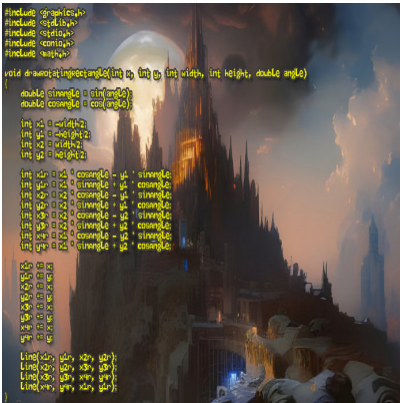 #include <graphics.h>
#include <stdlib.h>
#include <stdio.h>
#include <conio.h>
#include <math.h>
void drawRotatingRectangle(int x, int y, int width, int height, double angle)
{
double sinangle = sin(angle);
double cosangle = cos(angle);
int x1 = -width/2;
int y1 = -height/2;
int x2 = width/2;
int y2 = height/2;
int x1r = x1 * cosangle - y1 * sinangle;
int y1r = x1 * sinangle + y1 * cosangle;
int x2r = x2 * cosangle - y1 * sinangle;
int y2r = x2 * sinangle + y1 * cosangle;
int x3r = x2 * cosangle - y2 * sinangle;
int y3r = x2 * sinangle + y2 * cosangle;
int x4r = x1 * cosangle - y2 * sinangle;
int y4r = x1 * sinangle + y2 * cosangle;
x1r += x;
y1r += y;
x2r += x;
y2r += y;
x3r += x;
y3r += y;
x4r += x;
y4r += y;
Line(x1r, y1r, x2r, y2r);
Line(x2r, y2r, x3r, y3r);
Line(x3r, y3r, x4r, y4r);
Line(x4r, y4r, x1r, y1r);
}